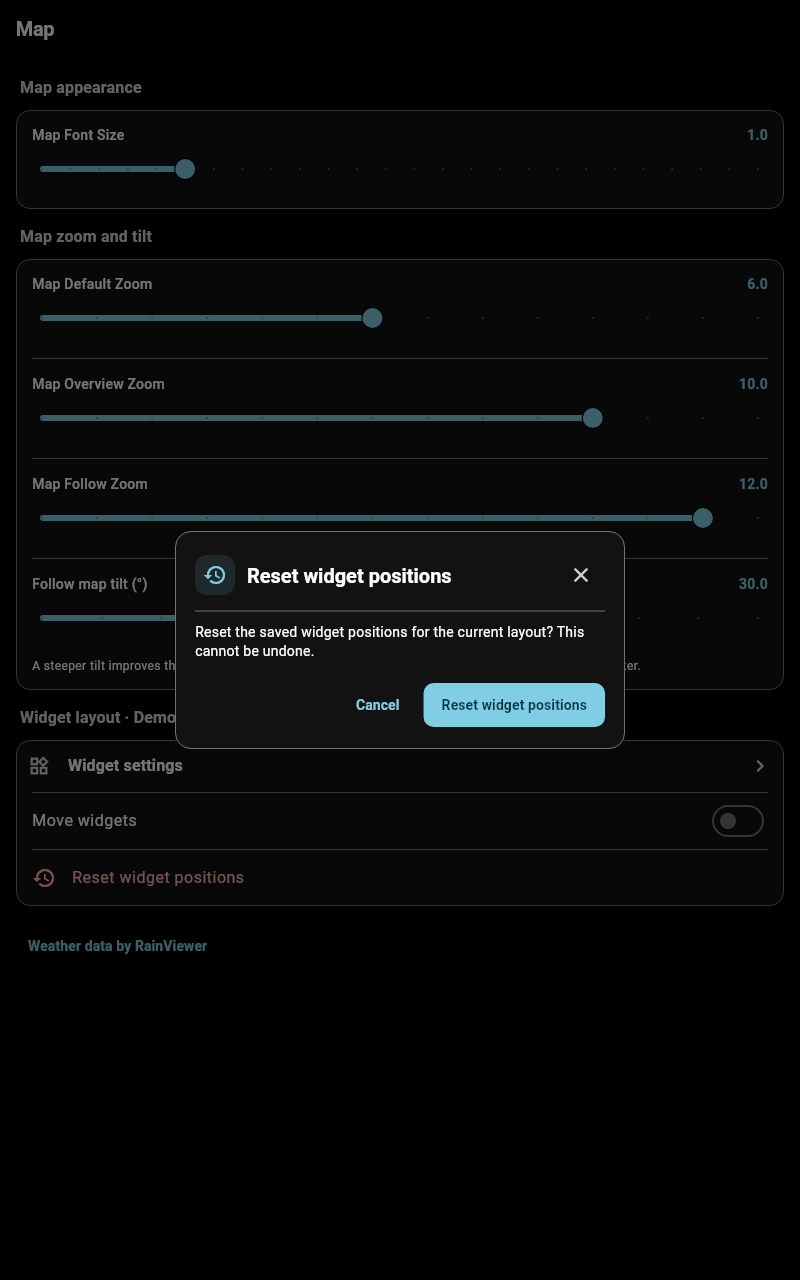 Map
Map appearance
Map Font Size
1.0
Map zoom and tilt
Map Default Zoom
6.0
Map Overview Zoom
10.0
Map Follow Zoom
12.0
Follow map tilt (°)
30.0
A steeper tilt improves th
ter.
Reset widget positions
Reset the saved widget positions for the current layout? This
cannot be undone.
Cancel
Reset widget positions
Widget layout · Demo
Widget settings
Move widgets
Reset widget positions
Weather data by RainViewer